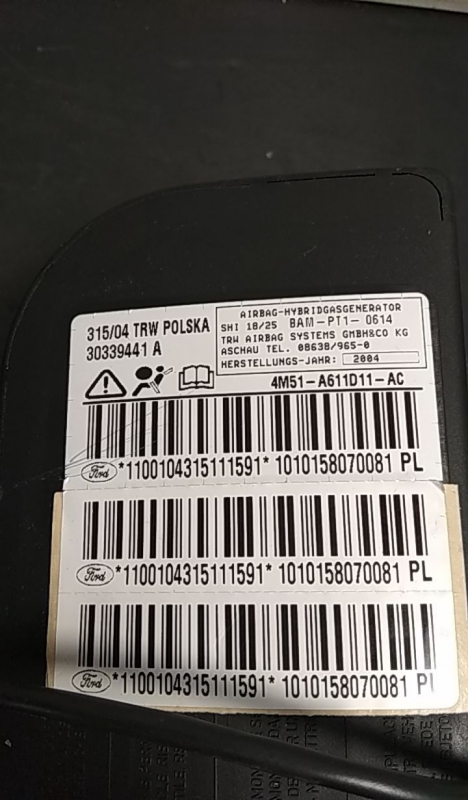 315/04 TRW POLSKA
30339441 A
AIRBAG-HYBRIDGASGENERATOR
SHI 18/25 BAM-PT1-0614
TRW AIRBAG SYSTEMS GMBH&CO KG
ASCHAU TEL. 08638/965-0
HERSTELLUNGS-JAHR: 2004
4M51-A611D11-AC
Ford *1100104315111591* 1010158070081 PL
Ford *1100104315111591* 1010158070081 PL
Ford *1100104315111591* 1010158070081 PL